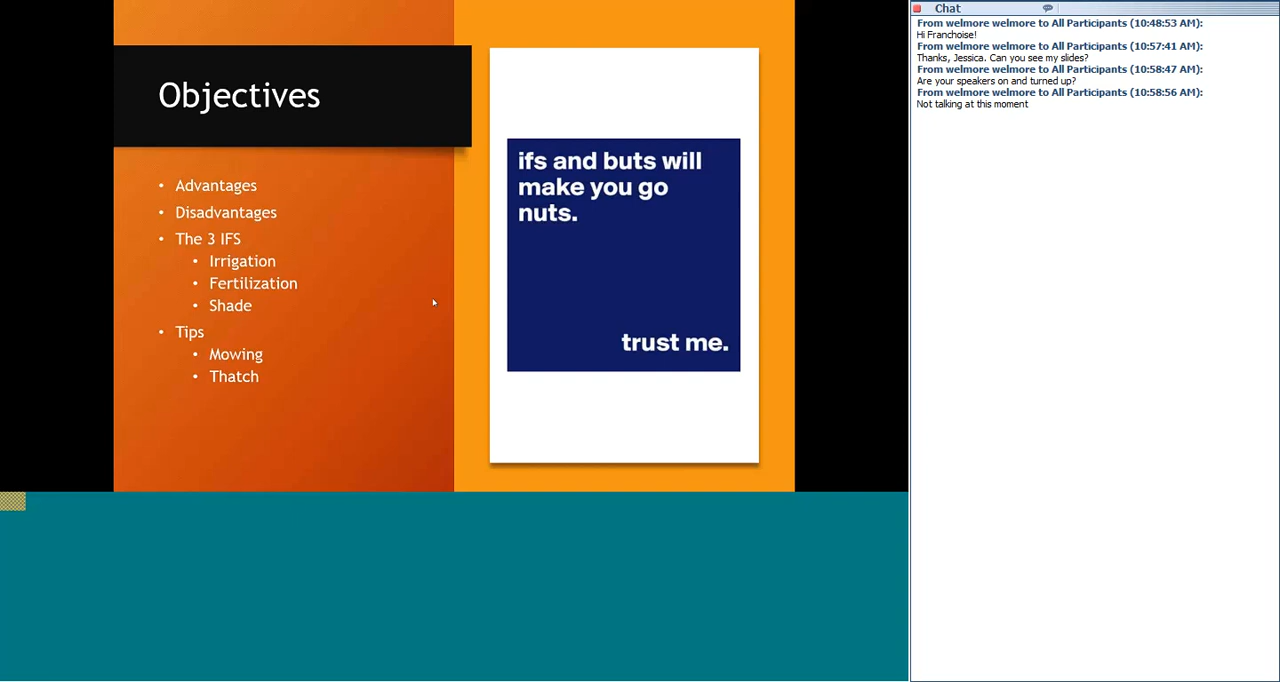 Objectives
• Advantages
• Disadvantages
• The 3 IFS
• Irrigation
• Fertilization
• Shade
• Tips
• Mowing
• Thatch
ifs and buts will
make you go
nuts.
trust me.
Chat
From welmore welmore to All Participants (10:48:53 AM):
Hi Franchoise!
From welmore welmore to All Participants (10:57:41 AM):
Thanks, Jessica. Can you see my slides?
From welmore welmore to All Participants (10:58:47 AM):
Are your speakers on and turned up?
From welmore welmore to All Participants (10:58:56 AM):
Not talking at this moment